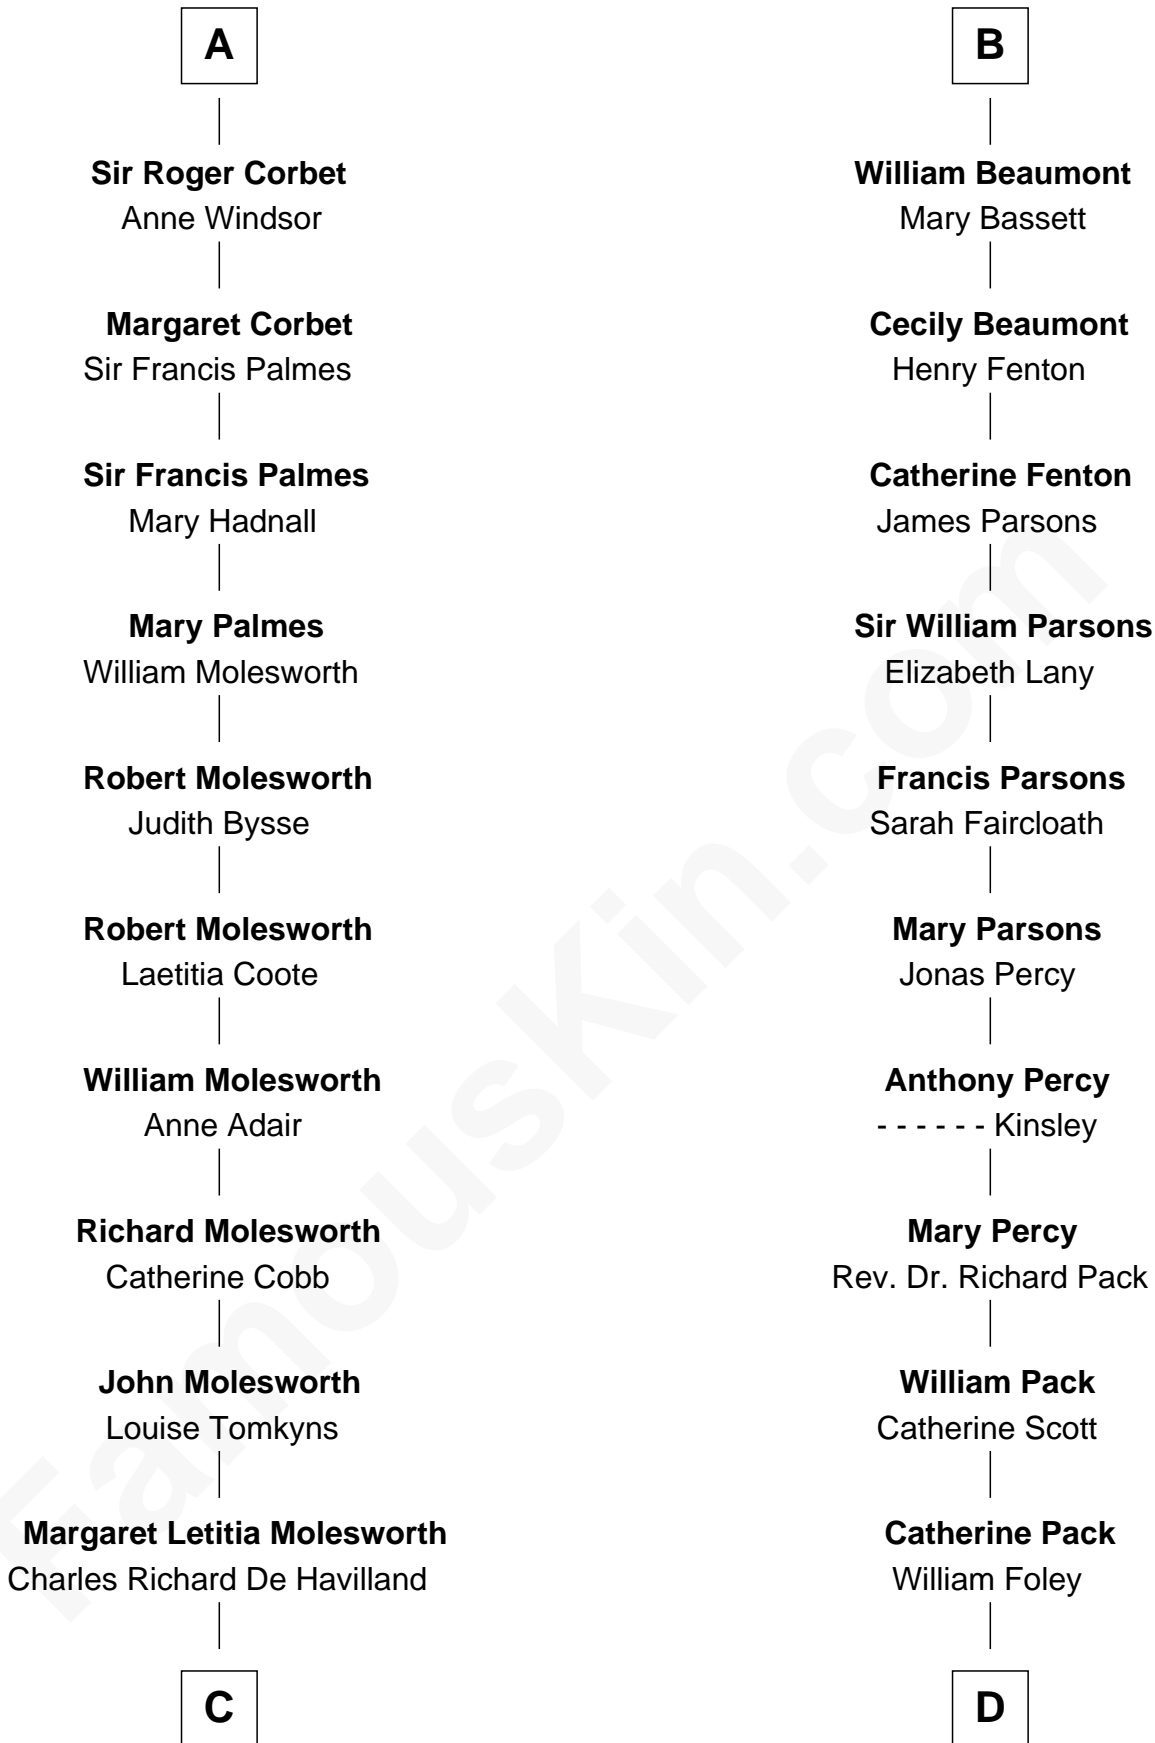 A
Sir Roger Corbet
Anne Windsor
Margaret Corbet
Sir Francis Palmes
Sir Francis Palmes
Mary Hadnall
Mary Palmes
William Molesworth
Robert Molesworth
Judith Bysse
Robert Molesworth
Laetitia Coote
William Molesworth
Anne Adair
Richard Molesworth
Catherine Cobb
John Molesworth
Louise Tomkyns
Margaret Letitia Molesworth
Charles Richard De Havilland
C
B
William Beaumont
Mary Bassett
Cecily Beaumont
Henry Fenton
Catherine Fenton
James Parsons
Sir William Parsons
Elizabeth Lany
Francis Parsons
Sarah Faircloath
Mary Parsons
Jonas Percy
Anthony Percy
- - - - - - Kinsley
Mary Percy
Rev. Dr. Richard Pack
William Pack
Catherine Scott
Catherine Pack
William Foley
D
FamousKin.com